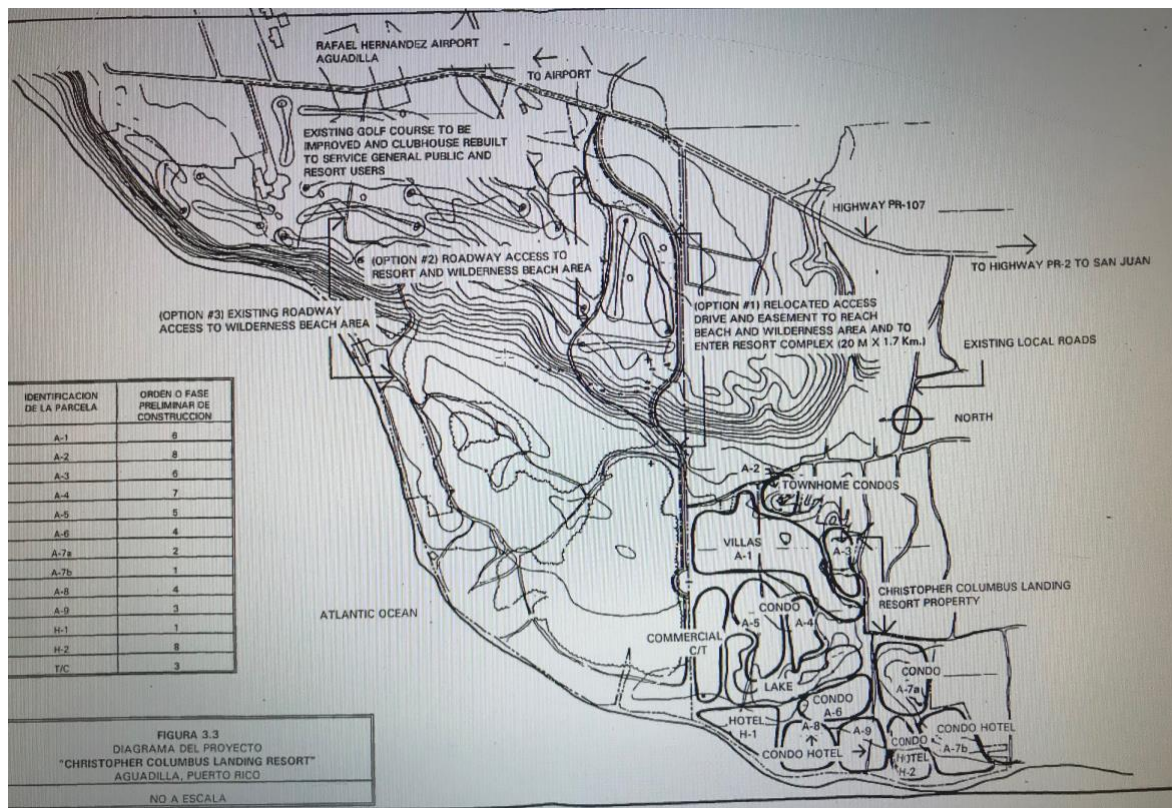 RAFAEL HERNANDEZ AIRPORT
AGUADILLA
TO AIRPORT
EXISTING GOLF COURSE TO BE
IMPROVED AND CLUBHOUSE REBUILT
TO SERVICE GENERAL PUBLIC AND
RESORT USERS
HIGHWAY PR-107
TO HIGHWAY PR-2 TO SAN JUAN
(OPTION #2) ROADWAY ACCESS TO
RESORT AND WILDERNESS BEACH AREA
(OPTION #3) EXISTING ROADWAY
ACCESS TO WILDERNESS BEACH AREA
(OPTION #1) RELOCATED ACCESS
DRIVE AND EASEMENT TO REACH
BEACH AND WILDERNESS AREA AND TO
ENTER RESORT COMPLEX (20 M X 1.7 Km.)
EXISTING LOCAL ROADS
NORTH
IDENTIFICACION DE LA PARCELA
ORDEN O FASE PRELIMINAR DE CONSTRUCCION
A-1 6
A-2 8
A-3 6
A-4 7
A-5 5
A-6 4
A-7a 2
A-7b 1
A-8 4
A-9 3
H-1 1
H-2 8
T/C 3
A-2
TOWNHOME CONDOS
VILLAS
A-1
A-3
CHRISTOPHER COLUMBUS LANDING
RESORT PROPERTY
ATLANTIC OCEAN
COMMERCIAL
C/T
CONDO
A-5 A-4
LAKE
CONDO
A-6
CONDO
A-7a
HOTEL
H-1
A-8
A-9
CONDO HOTEL
CONDO
HOTEL
H-2
CONDO HOTEL
A-7b
FIGURA 3.3
DIAGRAMA DEL PROYECTO
"CHRISTOPHER COLUMBUS LANDING RESORT"
AGUADILLA, PUERTO RICO
NO A ESCALA